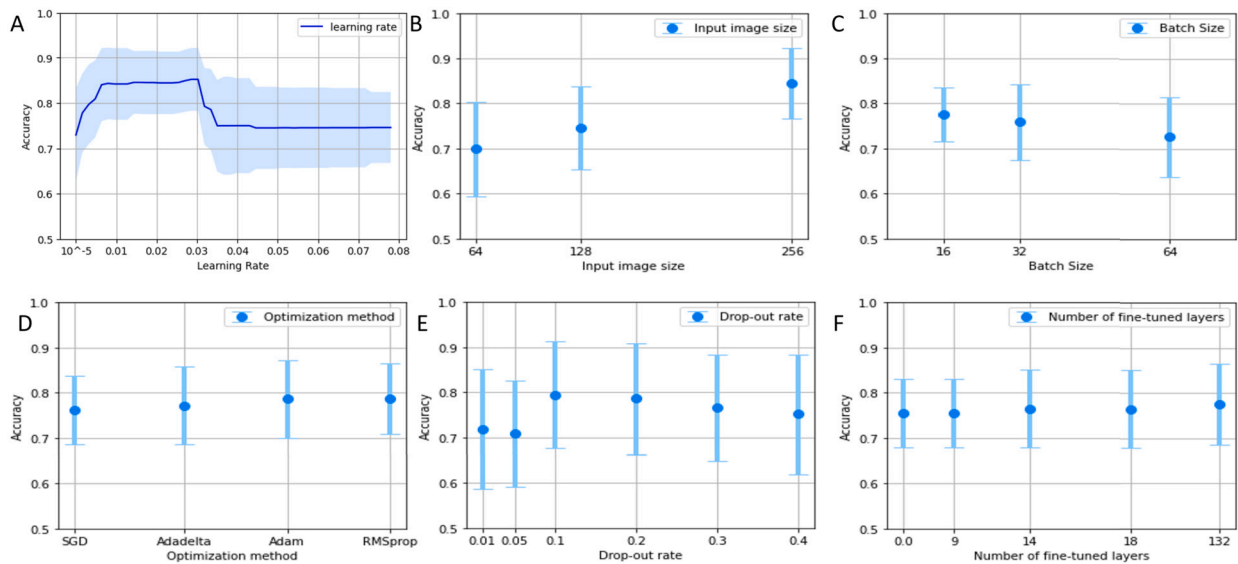 A
1.0
0.9
0.8
0.7
0.6
0.5
Accuracy
learning rate
10^-5 0.01 0.02 0.03 0.04 0.05 0.06 0.07 0.08
Learning Rate
B
1.0
0.9
0.8
0.7
0.6
0.5
Accuracy
Input image size
64 128 256
Input image size
C
1.0
0.9
0.8
0.7
0.6
0.5
Accuracy
Batch Size
16 32 64
Batch Size
D
1.0
0.9
0.8
0.7
0.6
0.5
Accuracy
Optimization method
SGD Adadelta Adam RMSprop
Optimization method
E
1.0
0.9
0.8
0.7
0.6
0.5
Accuracy
Drop-out rate
0.01 0.05 0.1 0.2 0.3 0.4
Drop-out rate
F
1.0
0.9
0.8
0.7
0.6
0.5
Accuracy
Number of fine-tuned layers
0.0 9 14 18 132
Number of fine-tuned layers